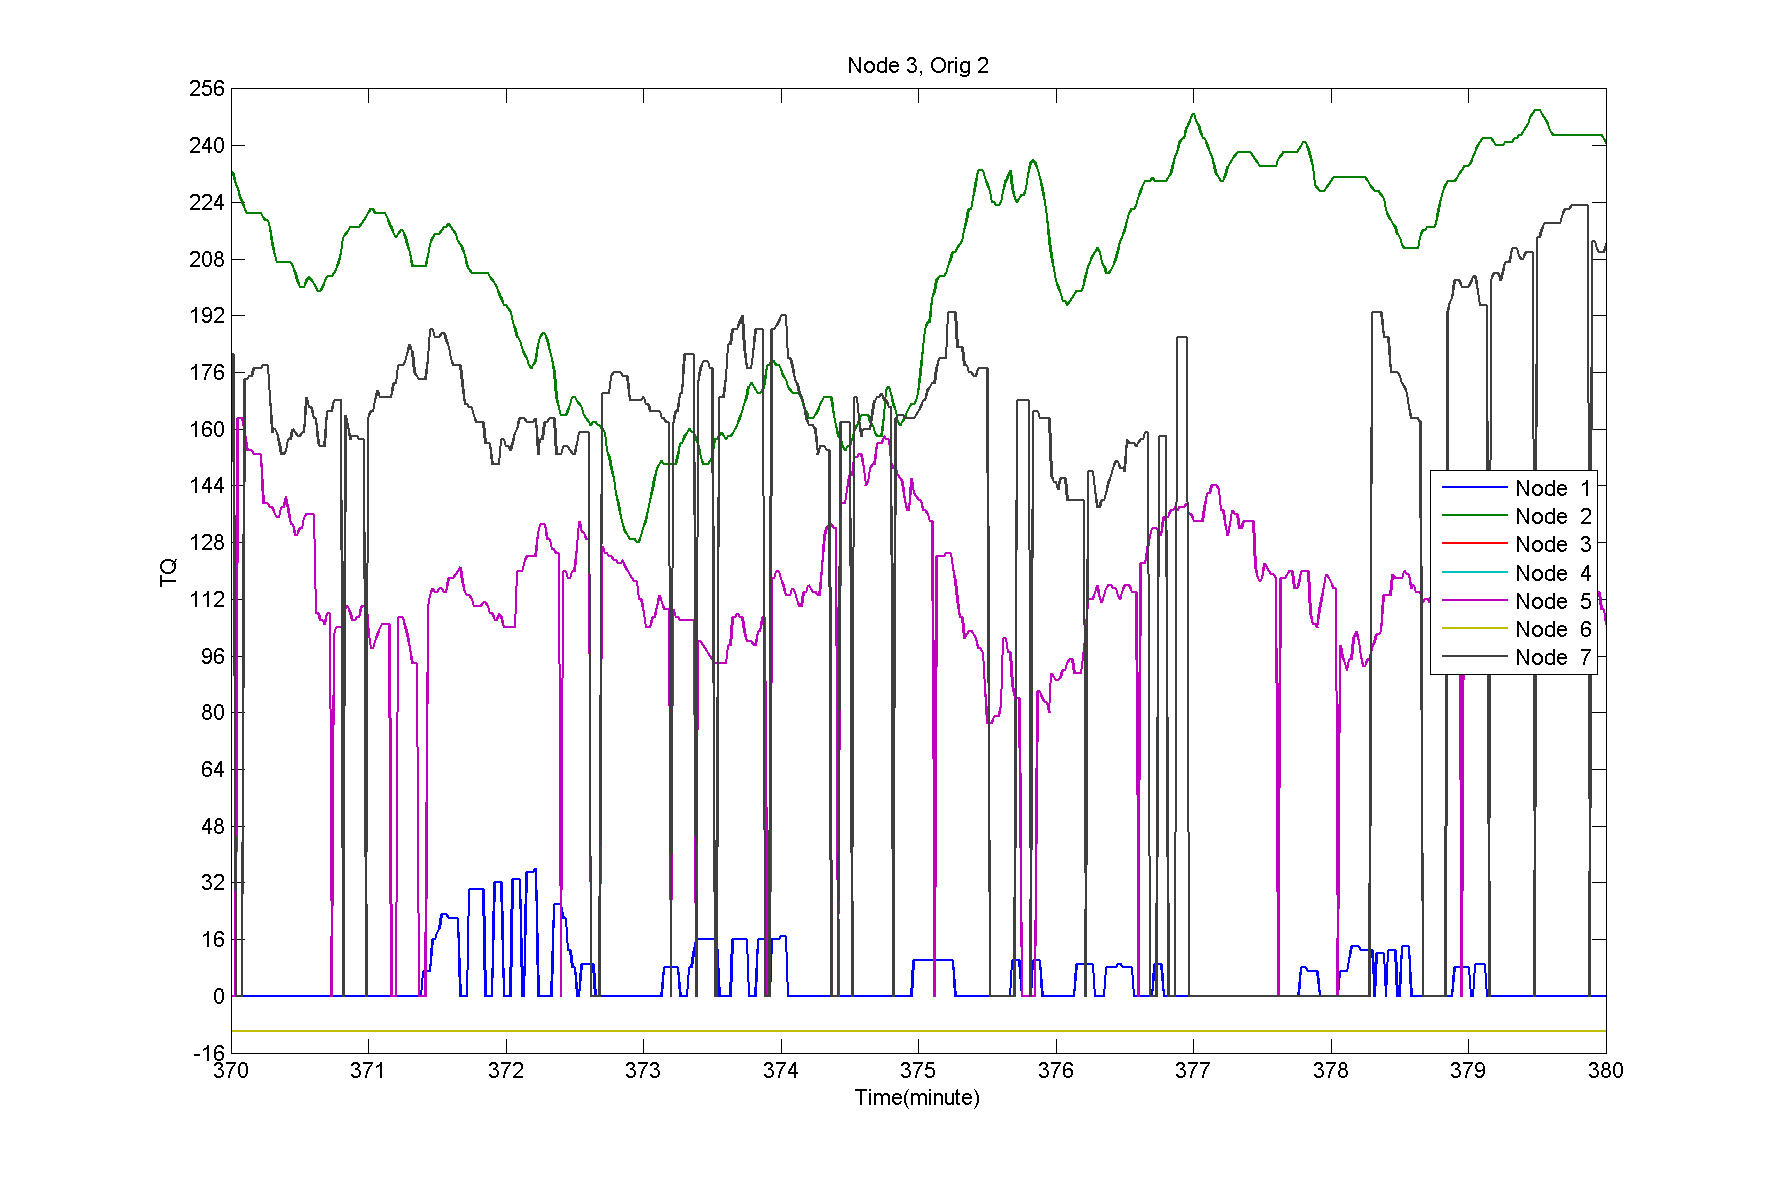 Node 3, Orig 2
256
240
224
208
192
176
160
144
128
112
96
80
64
48
32
16
0
-16
TQ
Node 1
Node 2
Node 3
Node 4
Node 5
Node 6
Node 7
370 371 372 373 374 375 376 377 378 379 380
Time(minute)